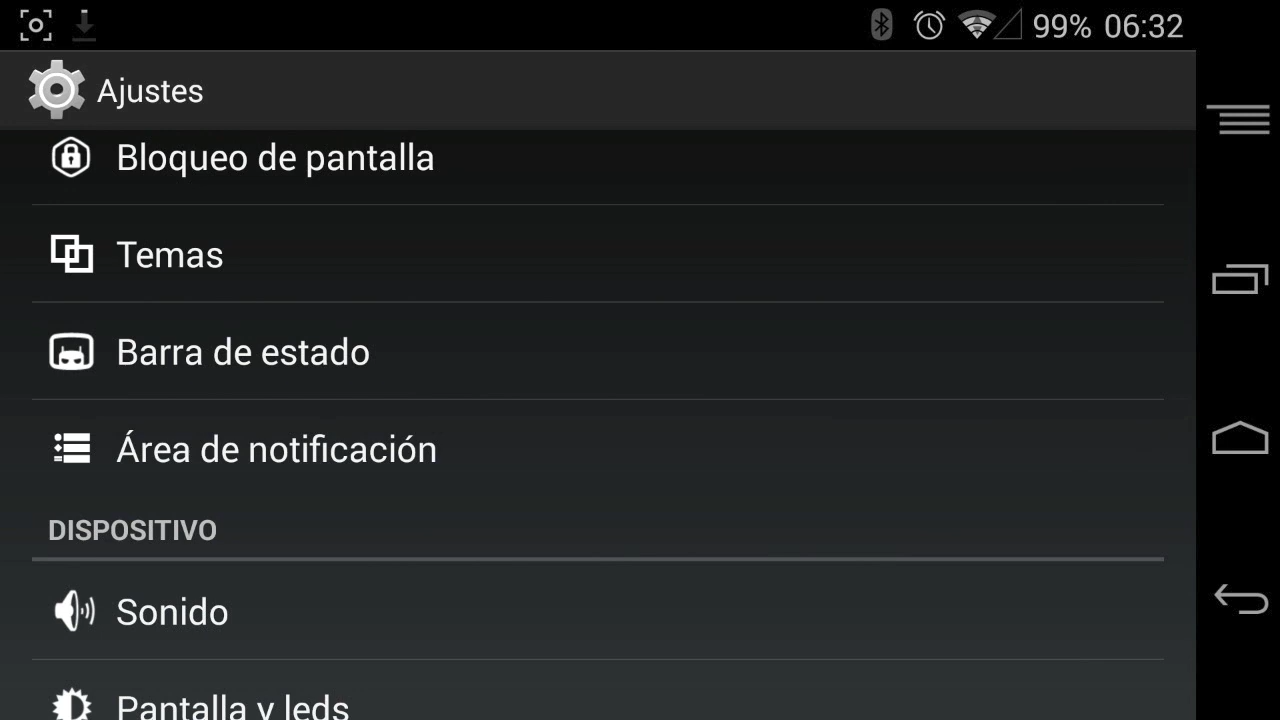 99% 06:32
Ajustes
Bloqueo de pantalla
Temas
Barra de estado
Área de notificación
DISPOSITIVO
Sonido
Pantalla y leds